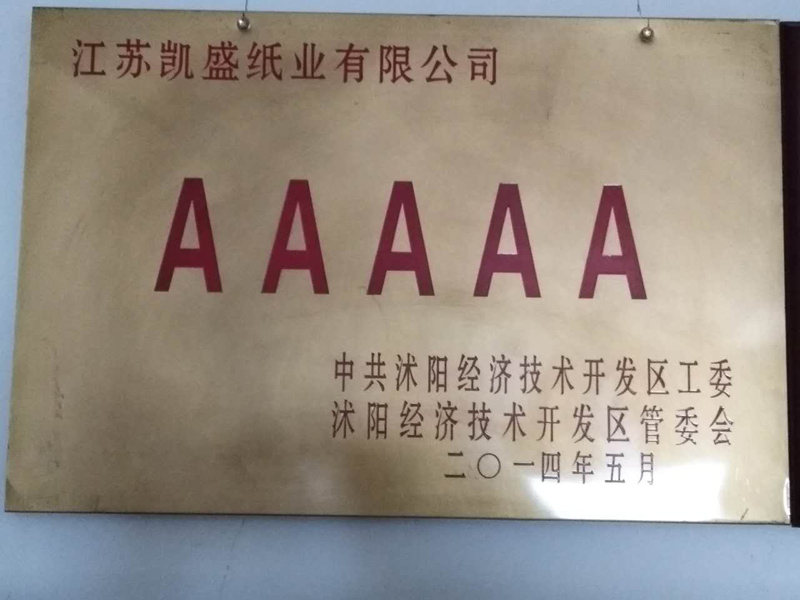 江苏凯盛纸业有限公司
AAAAA
中共沭阳经济技术开发区工委
沭阳经济技术开发区管委会
二〇一四年五月